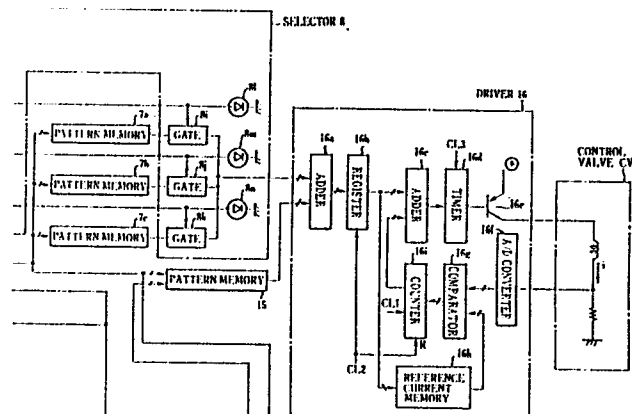 SELECTOR 8
8l
7a
8i
PATTERN MEMORY
GATE
8m
7b
8j
PATTERN MEMORY
GATE
8n
7c
8k
PATTERN MEMORY
GATE
PATTERN MEMORY
15
DRIVER 16
16a
ADDER
16b
REGISTER
16c
ADDER
CL3
16d
TIMER
16e
16f
A/D CONVERTER
16i
COUNTER
16g
COMPARATOR
CL1
R
CL2
16h
REFERENCE
CURRENT
MEMORY
CONTROL
VALVE CV
i